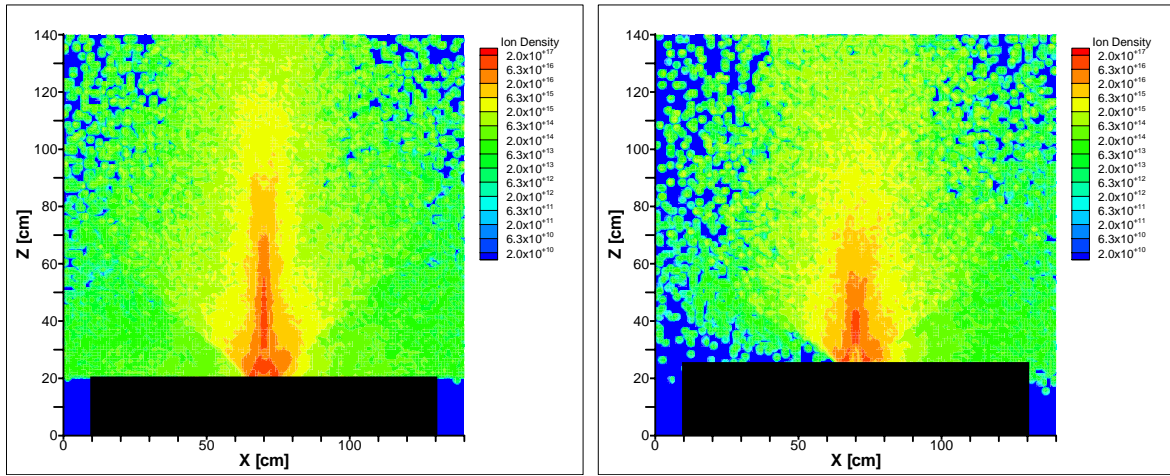 140
120
100
80
60
40
20
0
Z [cm]
0
50
100
X [cm]
Ion Density
2.0x10⁺¹⁷
6.3x10⁺¹⁶
2.0x10⁺¹⁶
6.3x10⁺¹⁵
2.0x10⁺¹⁵
6.3x10⁺¹⁴
2.0x10⁺¹⁴
6.3x10⁺¹³
2.0x10⁺¹³
6.3x10⁺¹²
2.0x10⁺¹²
6.3x10⁺¹¹
2.0x10⁺¹¹
6.3x10⁺¹⁰
2.0x10⁺¹⁰
140
120
100
80
60
40
20
0
Z [cm]
0
50
100
X [cm]
Ion Density
2.0x10⁺¹⁷
6.3x10⁺¹⁶
2.0x10⁺¹⁶
6.3x10⁺¹⁵
2.0x10⁺¹⁵
6.3x10⁺¹⁴
2.0x10⁺¹⁴
6.3x10⁺¹³
2.0x10⁺¹³
6.3x10⁺¹²
2.0x10⁺¹²
6.3x10⁺¹¹
2.0x10⁺¹¹
6.3x10⁺¹⁰
2.0x10⁺¹⁰